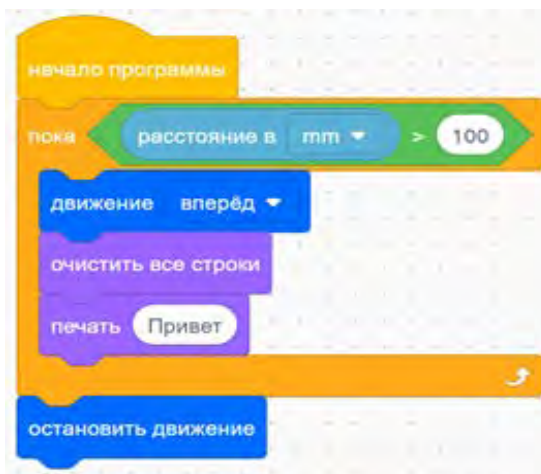 начало программы
пока расстояние в mm > 100
движение вперёд
очистить все строки
печать Привет
остановить движение